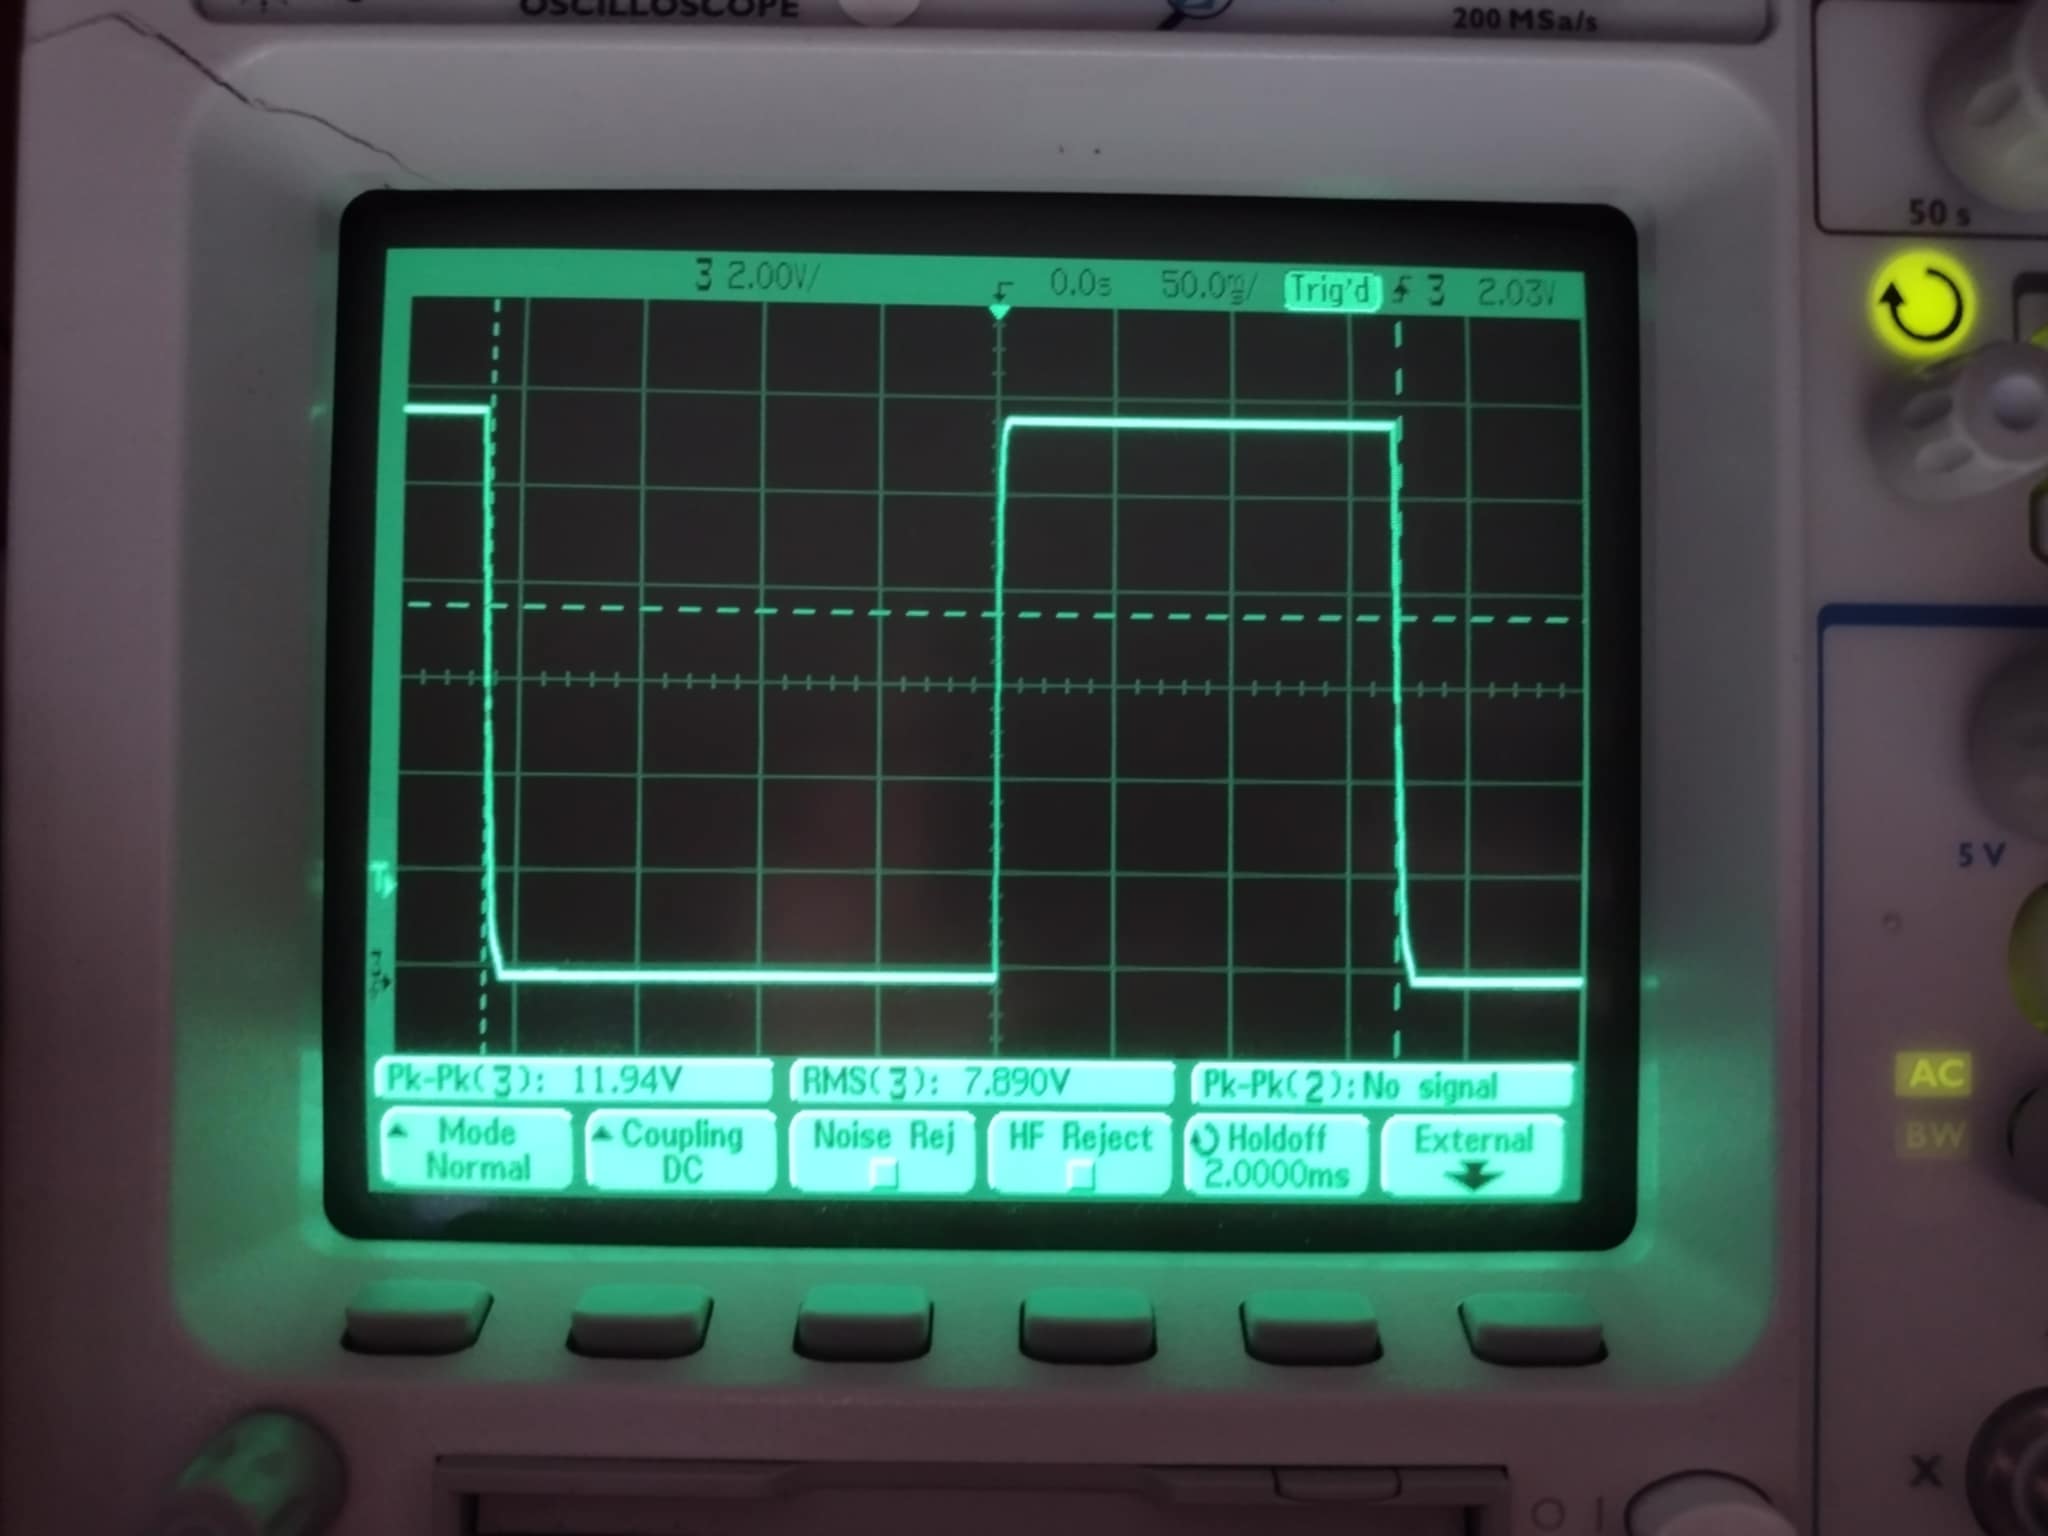 OSCILLOSCOPE
200 MSa/s
3 2.00V/ 0.0s 50.0ms/ Trig'd 3 2.03V
50 s
5 V
Pk-Pk(3): 11.94V RMS(3): 7.890V Pk-Pk(2):No signal
Mode Coupling Noise Rej HF Reject Holdoff External
Normal DC 2.0000ms
AC
BW
X